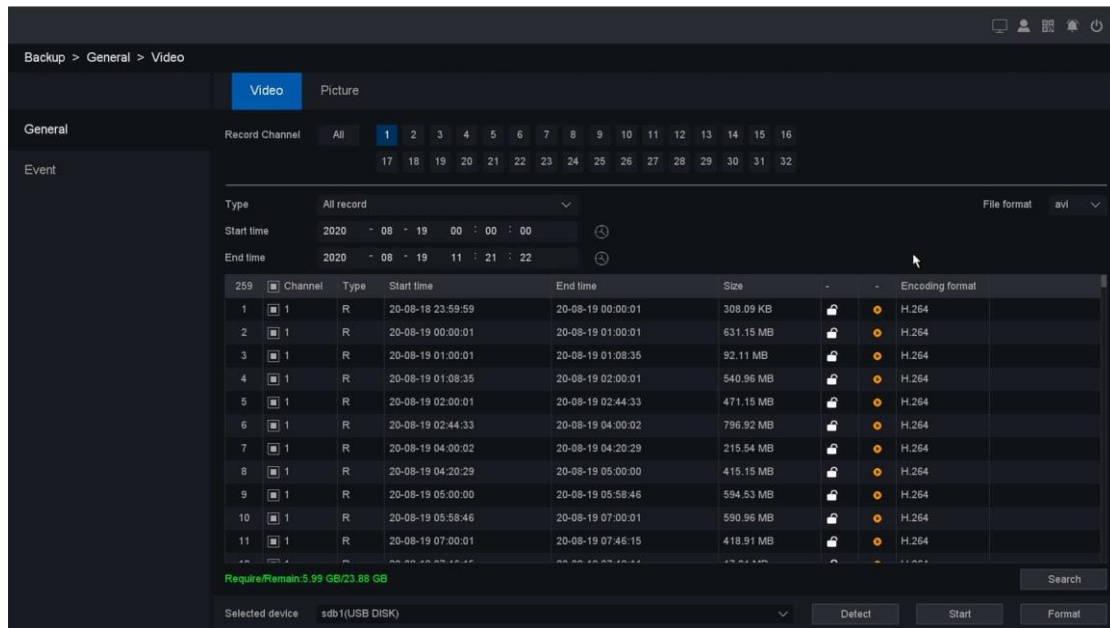 Backup > General > Video
Video Picture
General
Event
Record Channel All 1 2 3 4 5 6 7 8 9 10 11 12 13 14 15 16
17 18 19 20 21 22 23 24 25 26 27 28 29 30 31 32
Type All record File format avi
Start time 2020 - 08 - 19 00 : 00 : 00
End time 2020 - 08 - 19 11 : 21 : 22
259 Channel Type Start time End time Size - - Encoding format
1 1 R 20-08-18 23:59:59 20-08-19 00:00:01 308.09 KB H.264
2 1 R 20-08-19 00:00:01 20-08-19 01:00:01 631.15 MB H.264
3 1 R 20-08-19 01:00:01 20-08-19 01:08:35 92.11 MB H.264
4 1 R 20-08-19 01:08:35 20-08-19 02:00:01 540.96 MB H.264
5 1 R 20-08-19 02:00:01 20-08-19 02:44:33 471.15 MB H.264
6 1 R 20-08-19 02:44:33 20-08-19 04:00:02 796.92 MB H.264
7 1 R 20-08-19 04:00:02 20-08-19 04:20:29 215.54 MB H.264
8 1 R 20-08-19 04:20:29 20-08-19 05:00:00 415.15 MB H.264
9 1 R 20-08-19 05:00:00 20-08-19 05:58:46 594.53 MB H.264
10 1 R 20-08-19 05:58:46 20-08-19 07:00:01 590.96 MB H.264
11 1 R 20-08-19 07:00:01 20-08-19 07:46:15 418.91 MB H.264
Require/Remain:5.99 GB/23.88 GB Search
Selected device sdb1(USB DISK) Detect Start Format